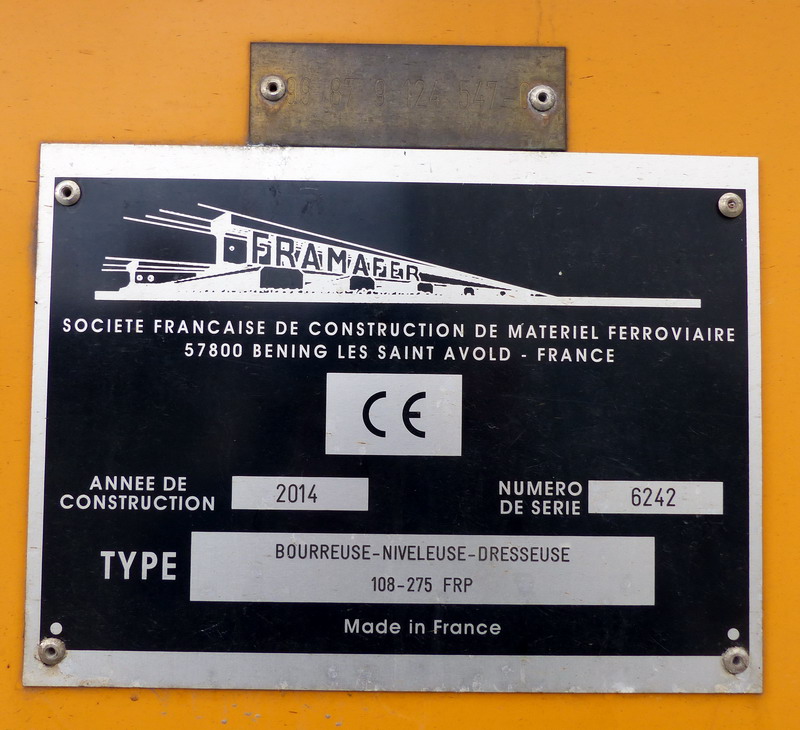 FRAMAFER
SOCIETE FRANCAISE DE CONSTRUCTION DE MATERIEL FERROVIAIRE
57800 BENING LES SAINT AVOLD - FRANCE
CE
ANNEE DE CONSTRUCTION 2014
NUMERO DE SERIE 6242
TYPE BOURREUSE-NIVELEUSE-DRESSEUSE
108-275 FRP
Made in France